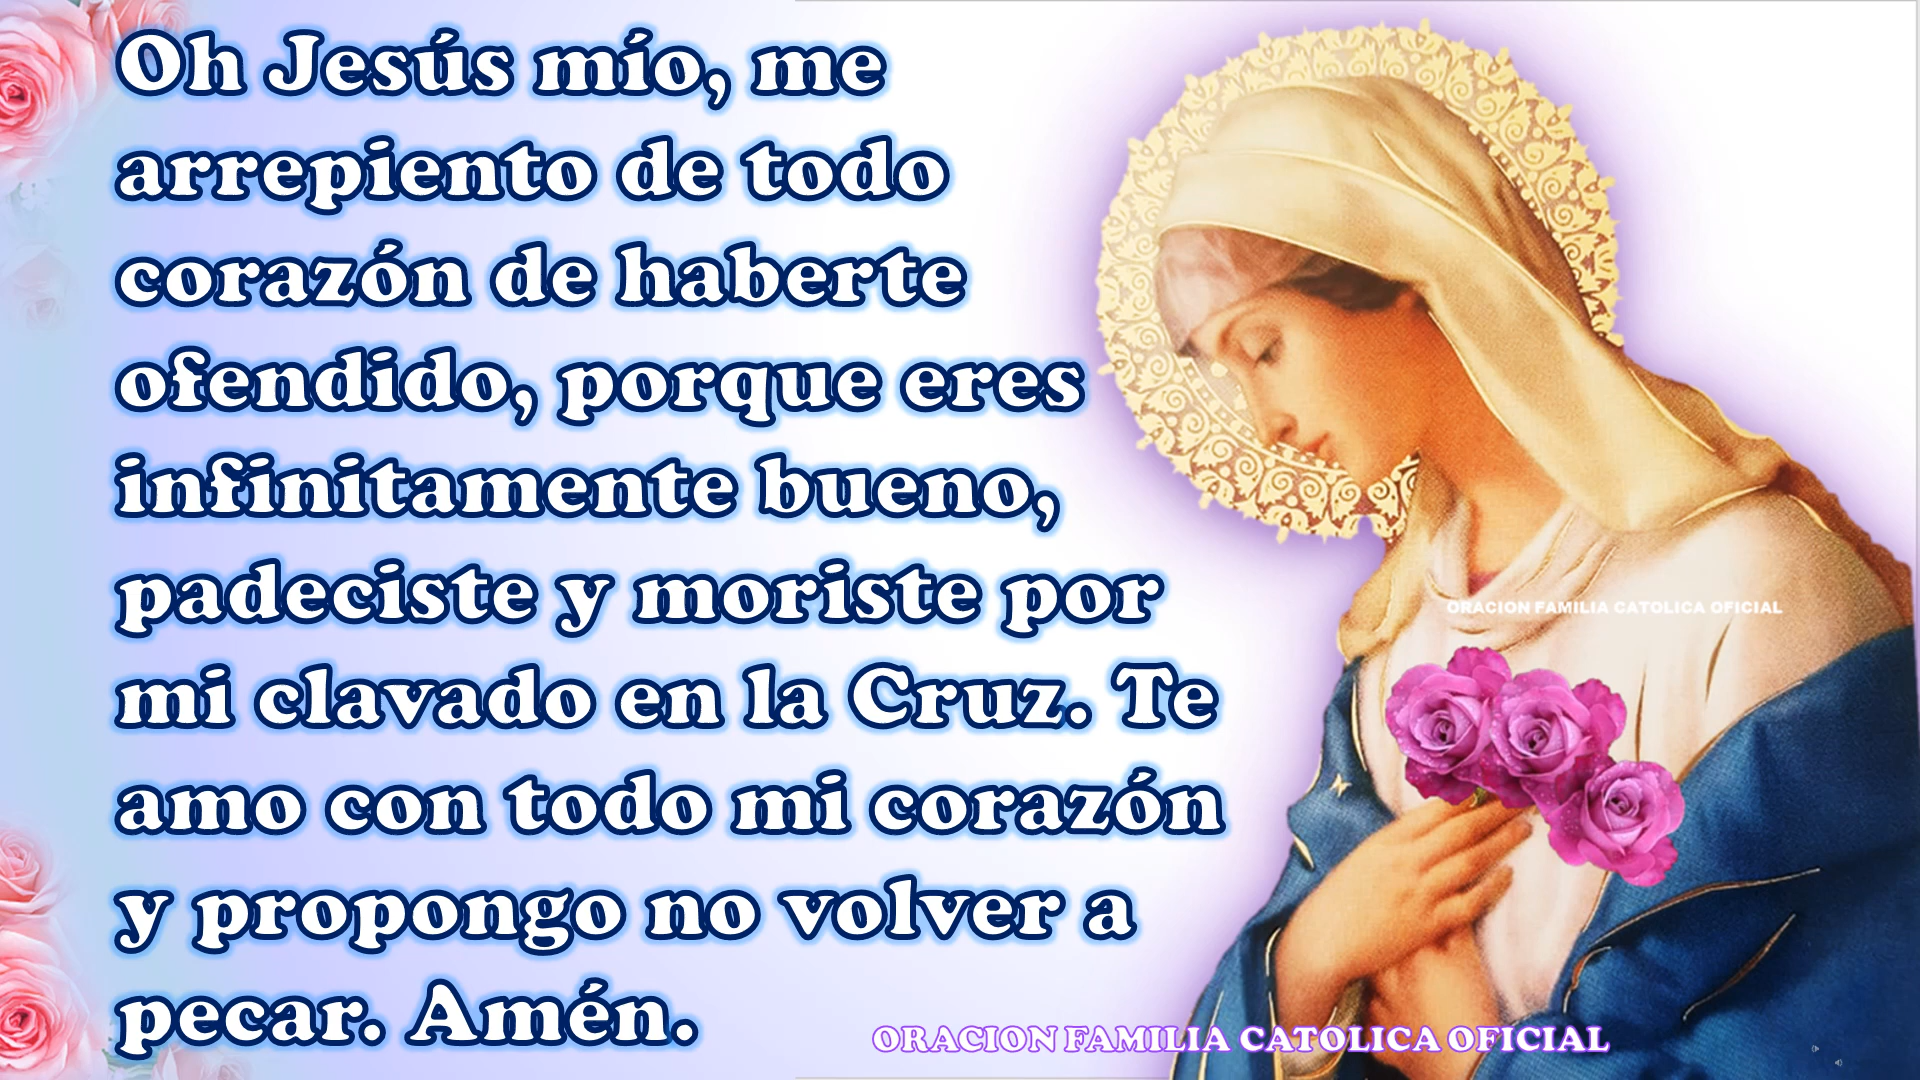 Oh Jesús mío, me
arrepiento de todo
corazón de haberte
ofendido, porque eres
infinitamente bueno,
padeciste y moriste por
mi clavado en la Cruz. Te
amo con todo mi corazón
y propongo no volver a
pecar. Amén.
ORACION FAMILIA CATOLICA OFICIAL
ORACION FAMILIA CATOLICA OFICIAL